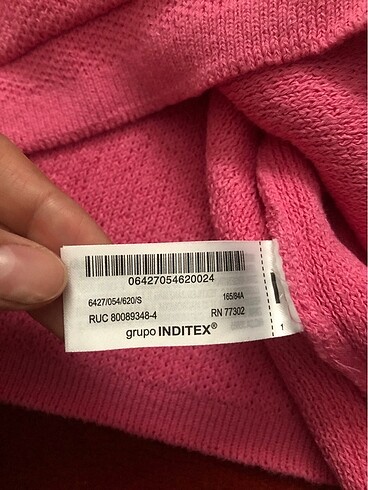 06427054620024
6427/054/620/S 165/84A
RUC 80089348-4 RN 77302
grupo INDITEX®
1